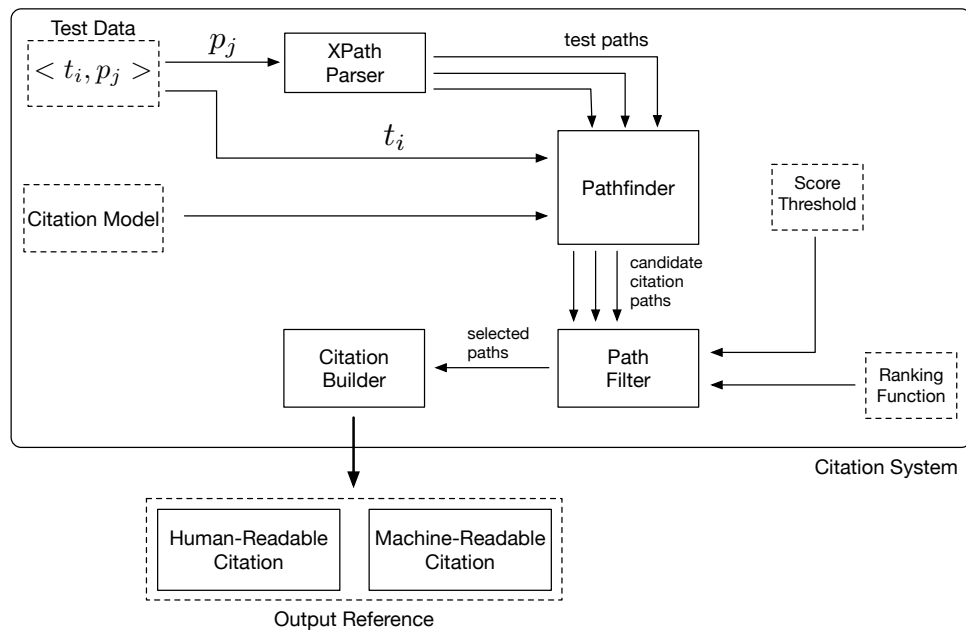 Test Data
< t_i, p_j >
p_j
XPath
Parser
test paths
t_i
Pathfinder
Citation Model
Score
Threshold
candidate
citation
paths
selected
paths
Citation
Builder
Path
Filter
Ranking
Function
Citation System
Human-Readable
Citation
Machine-Readable
Citation
Output Reference